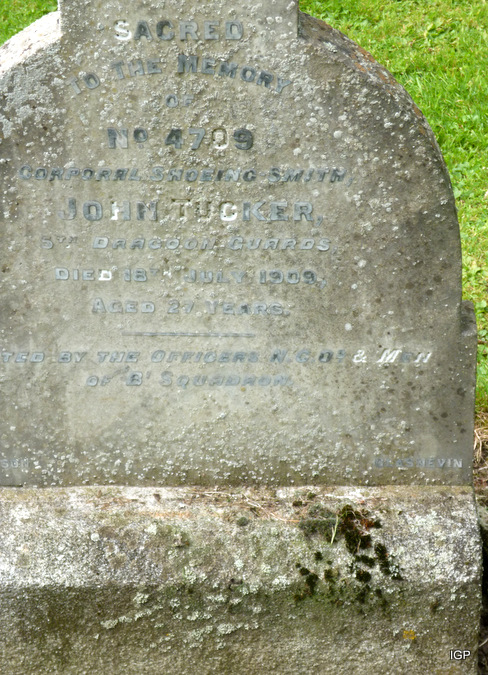 SACRED
TO THE MEMORY
OF
No 4709
CORPORAL SHOEING SMITH
JOHN TUCKER,
5TH DRAGOON GUARDS
DIED 18TH JULY 1909,
AGED 27 YEARS.
TED BY THE OFFICERS N.C.OS & MEN
OF B SQUADRON
IGP